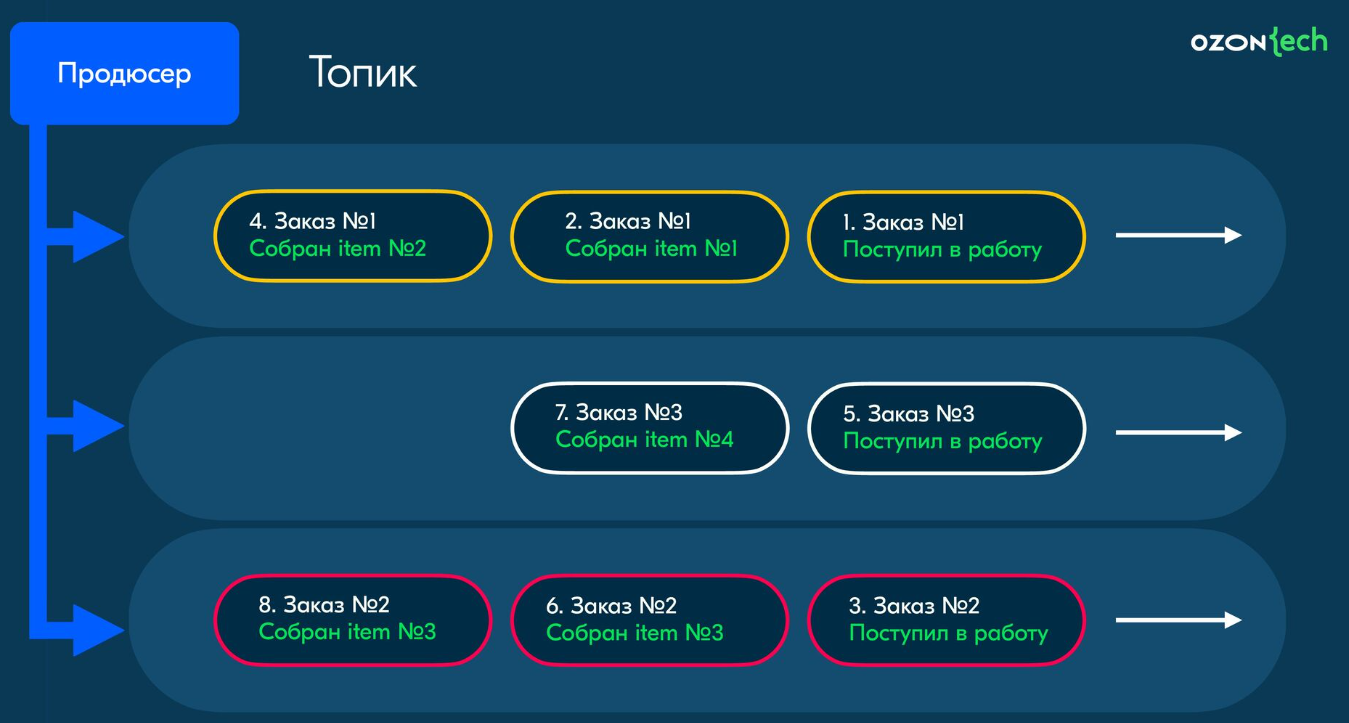 Продюсер
Топик
ozon{ech
4. Заказ №1
Собран item №2
2. Заказ №1
Собран item №1
1. Заказ №1
Поступил в работу
7. Заказ №3
Собран item №4
5. Заказ №3
Поступил в работу
8. Заказ №2
Собран item №3
6. Заказ №2
Собран item №3
3. Заказ №2
Поступил в работу